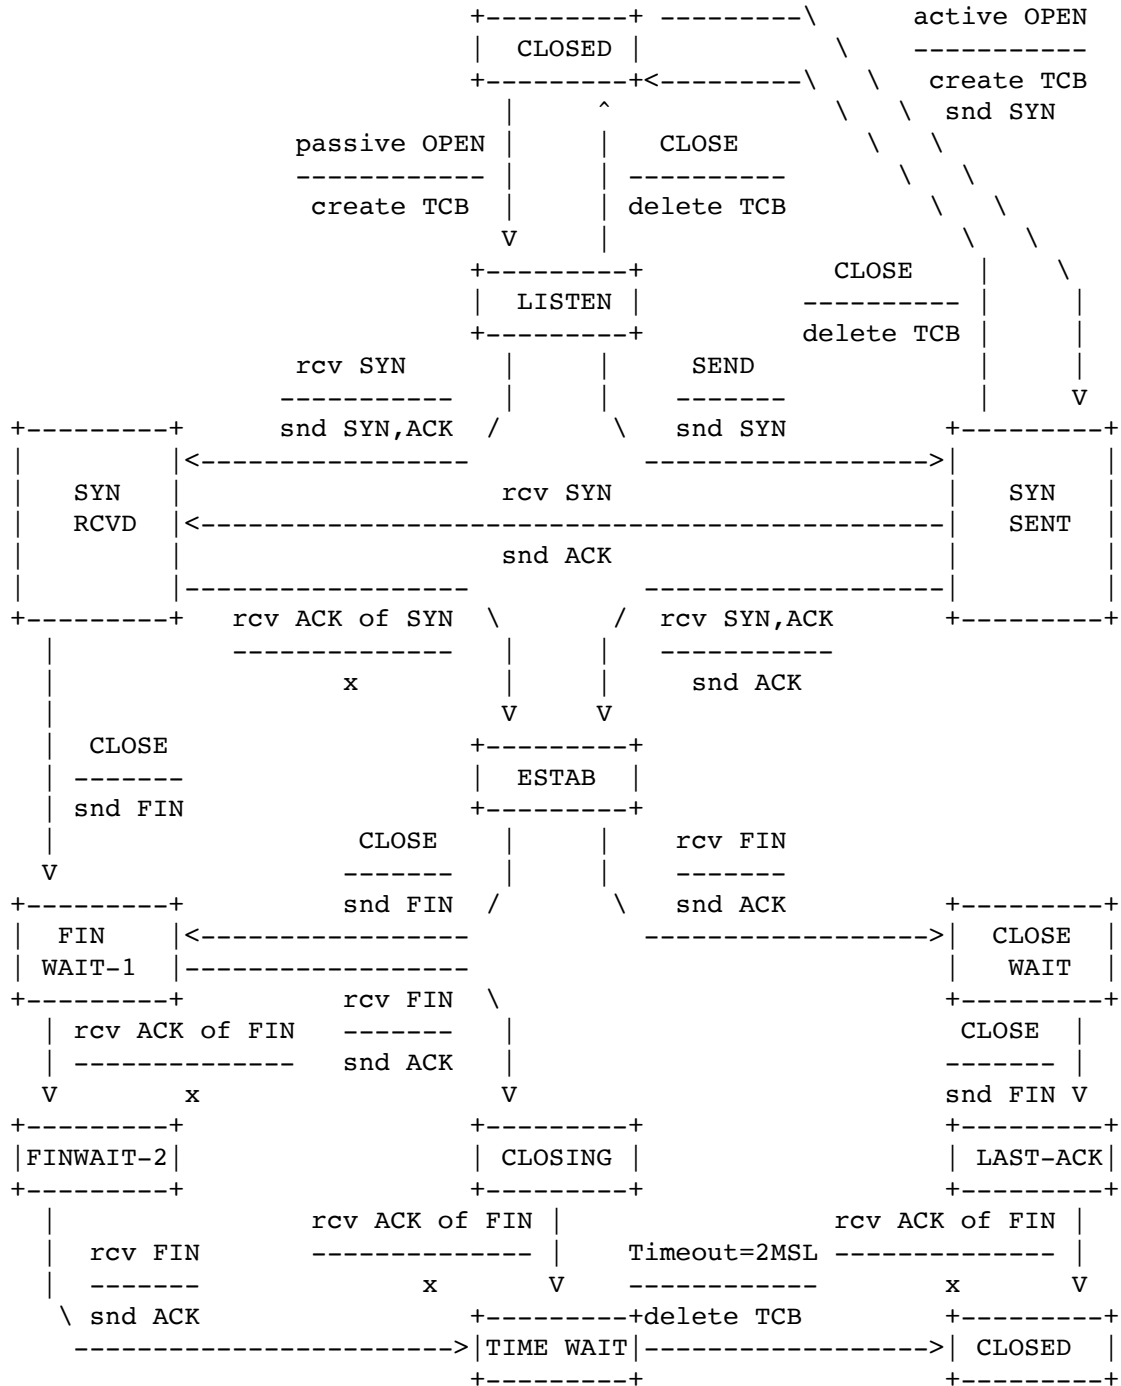 +---------+ ---------\      active OPEN
                              |  CLOSED |            \    -----------
                              +---------+<---------\   \   create TCB
                                |     ^              \   \  snd SYN
                   passive OPEN |     |   CLOSE        \   \
                   ------------ |     | ----------       \   \
                    create TCB  |     | delete TCB         \   \
                                V     |                      \   \
                              +---------+            CLOSE    |    \
                              |  LISTEN |          ---------- |     |
                              +---------+          delete TCB |     |
                   rcv SYN      |     |     SEND              |     |
                  -----------   |     |    -------            |     V
+---------+       snd SYN,ACK  /       \   snd SYN          +---------+
|         |<-----------------           ------------------>|         |
|   SYN   |                    rcv SYN                     |   SYN   |
|   RCVD  |<-----------------------------------------------|   SENT  |
|         |                    snd ACK                     |         |
|         |------------------           -------------------|         |
+---------+   rcv ACK of SYN  \       /  rcv SYN,ACK       +---------+
  |           --------------   |     |   -----------
  |                  x         |     |     snd ACK
  |                            V     V
  |  CLOSE                   +---------+
  | -------                  |  ESTAB  |
  | snd FIN                  +---------+
  |                   CLOSE    |     |    rcv FIN
  V                  -------   |     |    -------
+---------+          snd FIN  /       \   snd ACK          +---------+
|  FIN    |<-----------------           ------------------>|  CLOSE  |
| WAIT-1  |------------------                              |   WAIT  |
+---------+          rcv FIN  \                            +---------+
  | rcv ACK of FIN   -------   |                            CLOSE  |
  | --------------   snd ACK   |                           ------- |
  V        x                   V                           snd FIN V
+---------+                  +---------+                   +---------+
|FINWAIT-2|                  | CLOSING |                   | LAST-ACK|
+---------+                  +---------+                   +---------+
  |                rcv ACK of FIN |                 rcv ACK of FIN |
  |  rcv FIN       -------------- |    Timeout=2MSL -------------- |
  |  -------              x       V    ------------        x       V
   \ snd ACK                 +---------+delete TCB         +---------+
    ------------------------>|TIME WAIT|------------------>| CLOSED  |
                             +---------+                   +---------+